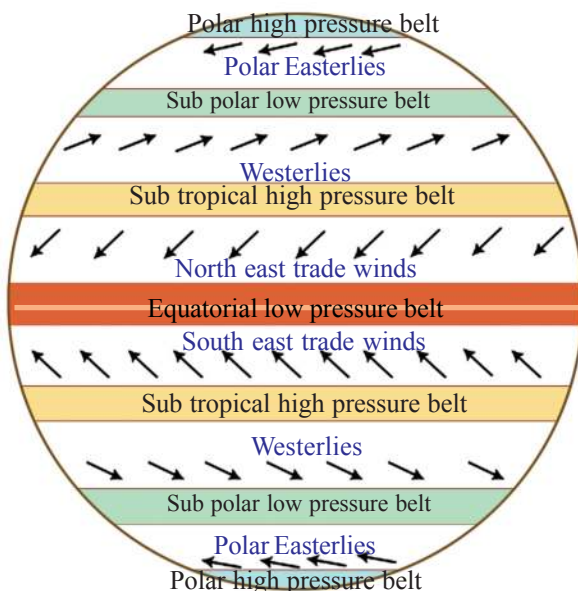 Polar high pressure belt
Polar Easterlies
Sub polar low pressure belt
Westerlies
Sub tropical high pressure belt
North east trade winds
Equatorial low pressure belt
South east trade winds
Sub tropical high pressure belt
Westerlies
Sub polar low pressure belt
Polar Easterlies
Polar high pressure belt